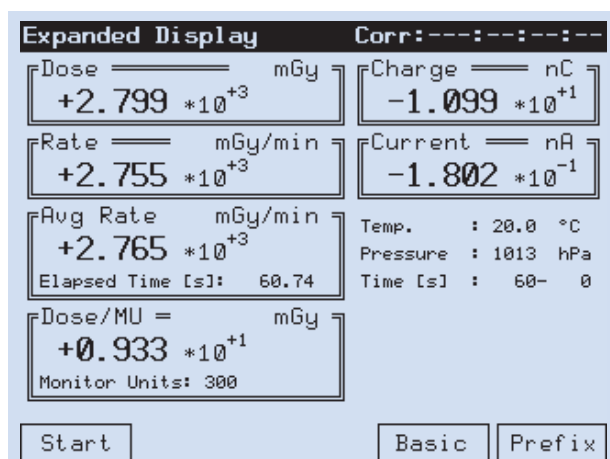 Expanded Display Corr:---:--:--:--
Dose mGy
+2.799 *10+3
Charge nC
-1.099 *10+1
Rate mGy/min
+2.755 *10+3
Current nA
-1.802 *10-1
Avg Rate mGy/min
+2.765 *10+3
Elapsed Time [s]: 60.74
Temp. : 20.0 °C
Pressure : 1013 hPa
Time [s] : 60- 0
Dose/MU mGy
+0.933 *10+1
Monitor Units: 300
Start Basic Prefix